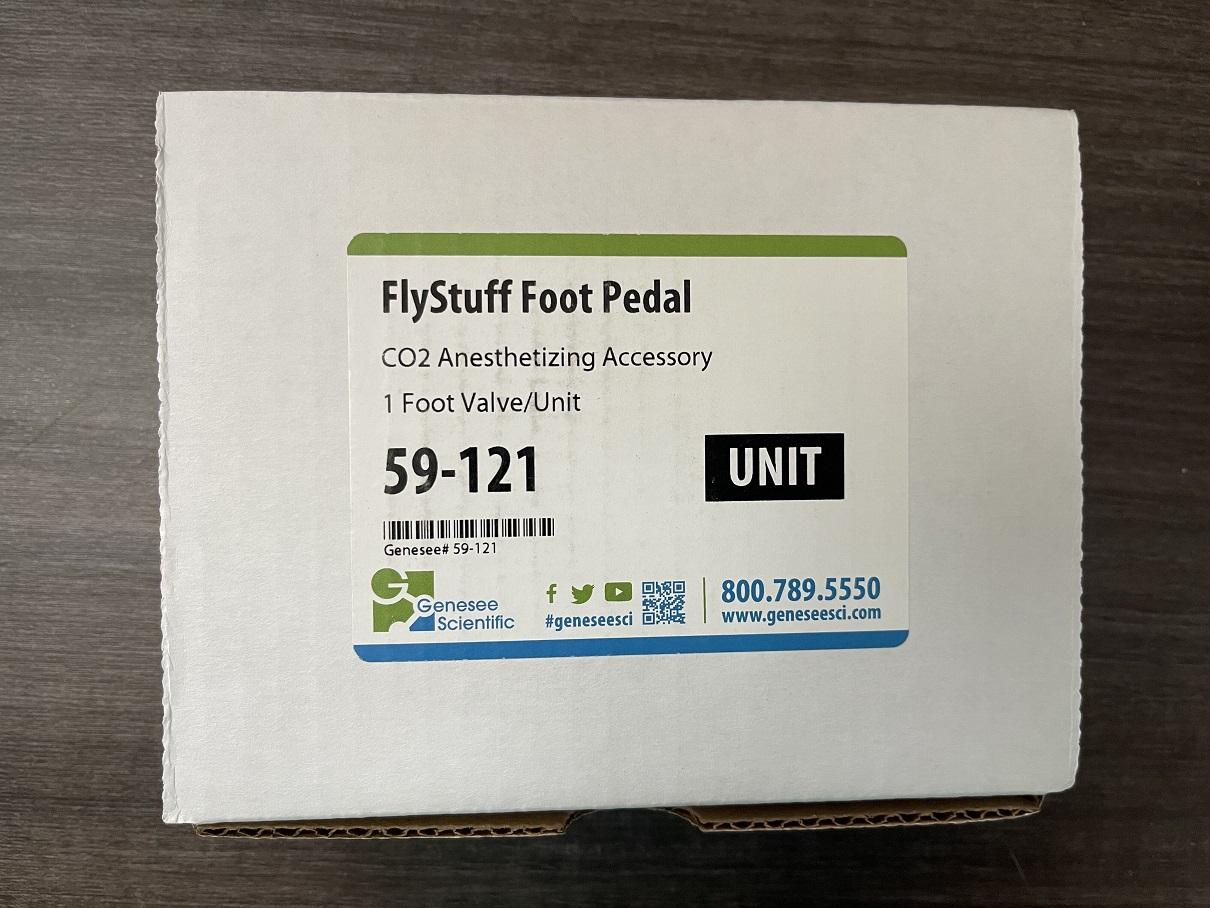 FlyStuff Foot Pedal
CO2 Anesthetizing Accessory
1 Foot Valve/Unit
59-121
UNIT
Genesee# 59-121
Genesee
Scientific
#geneseesci
800.789.5550
www.geneseesci.com